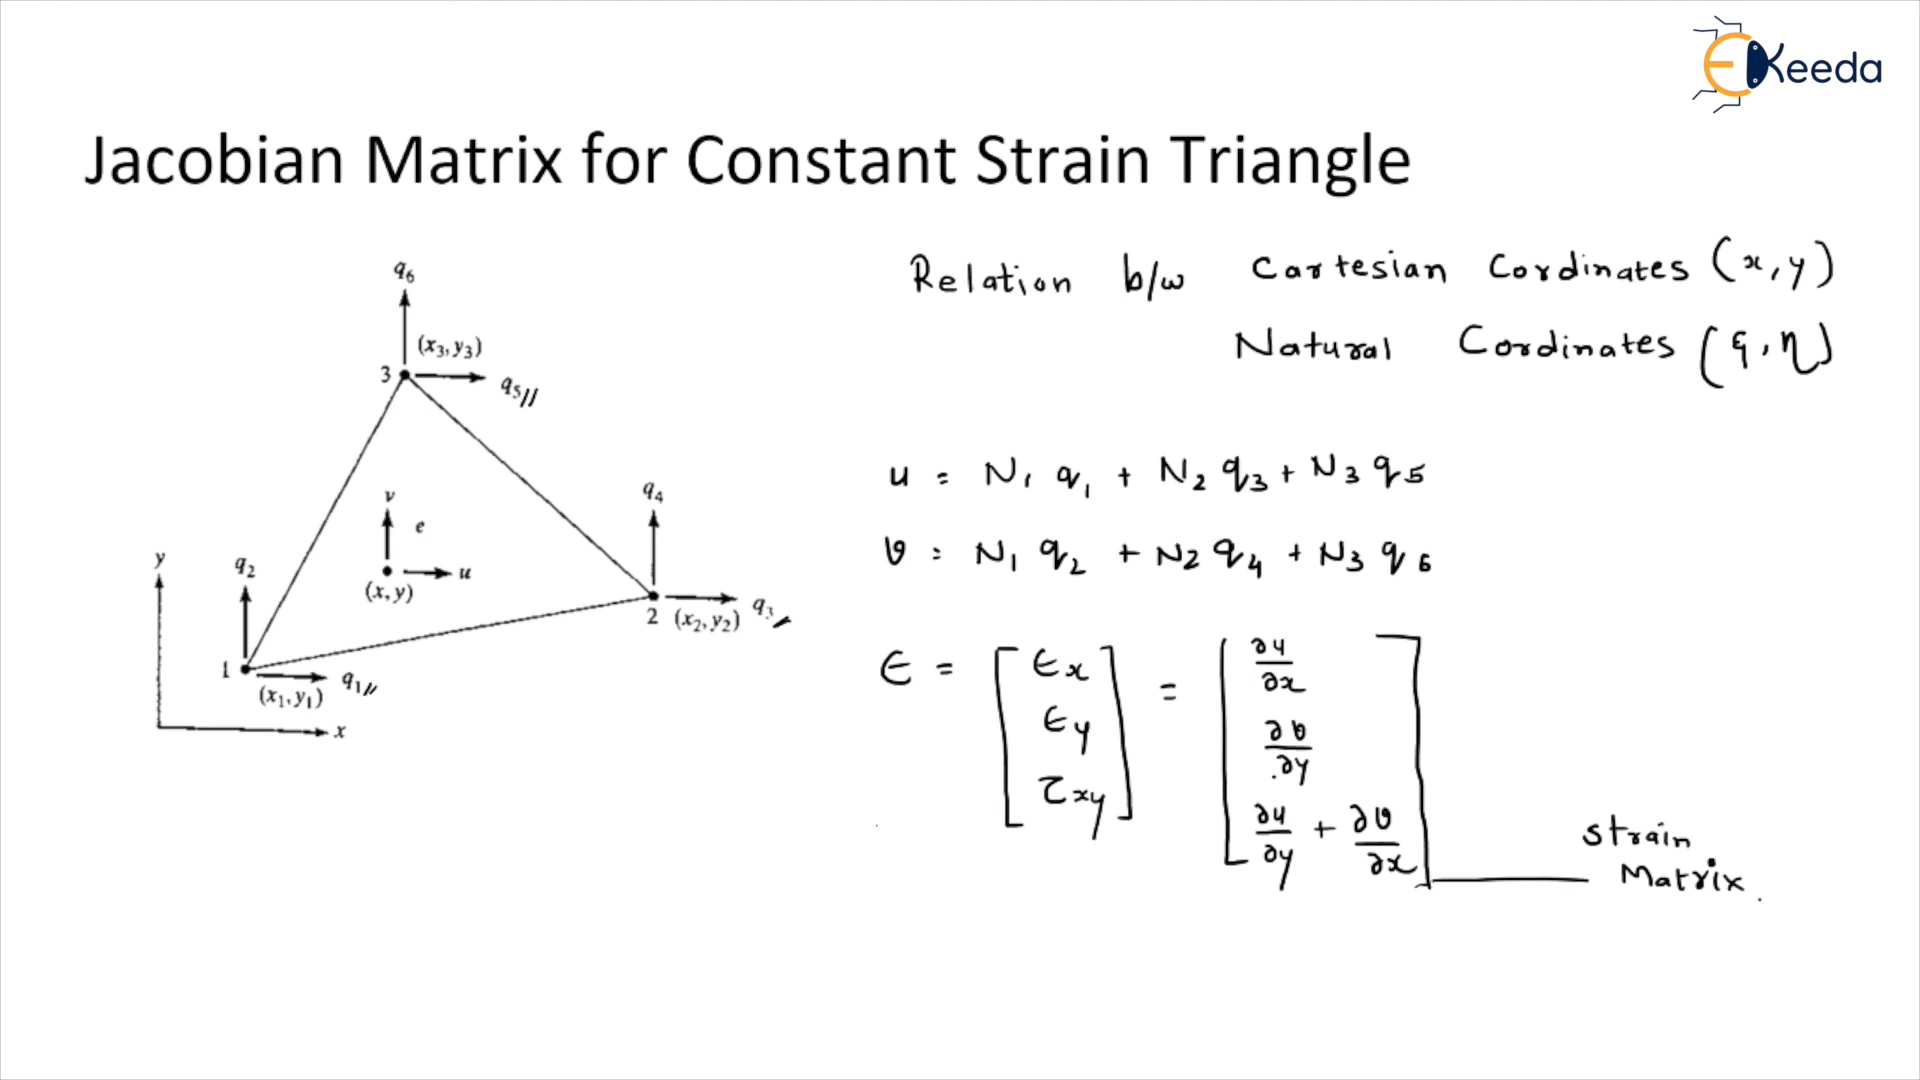 EKeeda
Jacobian Matrix for Constant Strain Triangle
Relation b/w Cartesian Cordinates (x,y)
Natural Cordinates (ξ,η)
q6
(x3, y3)
3
q5//
v
e
u
(x, y)
q4
2
(x2, y2)
q3
y
q2
1
(x1, y1)
q1//
x
u = N1 q1 + N2 q3 + N3 q5
v = N1 q2 + N2 q4 + N3 q6
ϵ = [ϵx ϵy τxy] = [∂u/∂x ∂v/∂y ∂u/∂y + ∂v/∂x]
strain
Matrix.